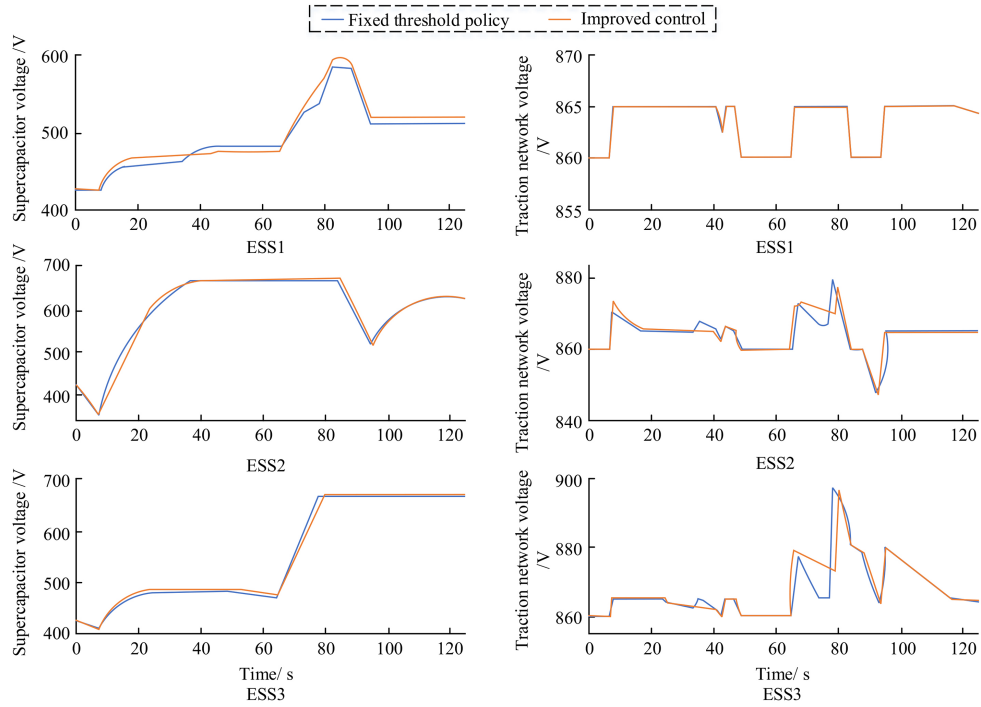 Fixed threshold policy Improved control
Supercapacitor voltage /V
600
500
400
0 20 40 60 80 100 120
ESS1
Traction network voltage
/V
870
865
860
855
0 20 40 60 80 100 120
ESS1
Supercapacitor voltage /V
700
600
500
400
0 20 40 60 80 100 120
ESS2
Traction network voltage
/V
880
860
840
0 20 40 60 80 100 120
ESS2
Supercapacitor voltage /V
700
600
500
400
0 20 40 60 80 100 120
Time/ s
ESS3
Traction network voltage
/V
900
880
860
0 20 40 60 80 100 120
Time/ s
ESS3